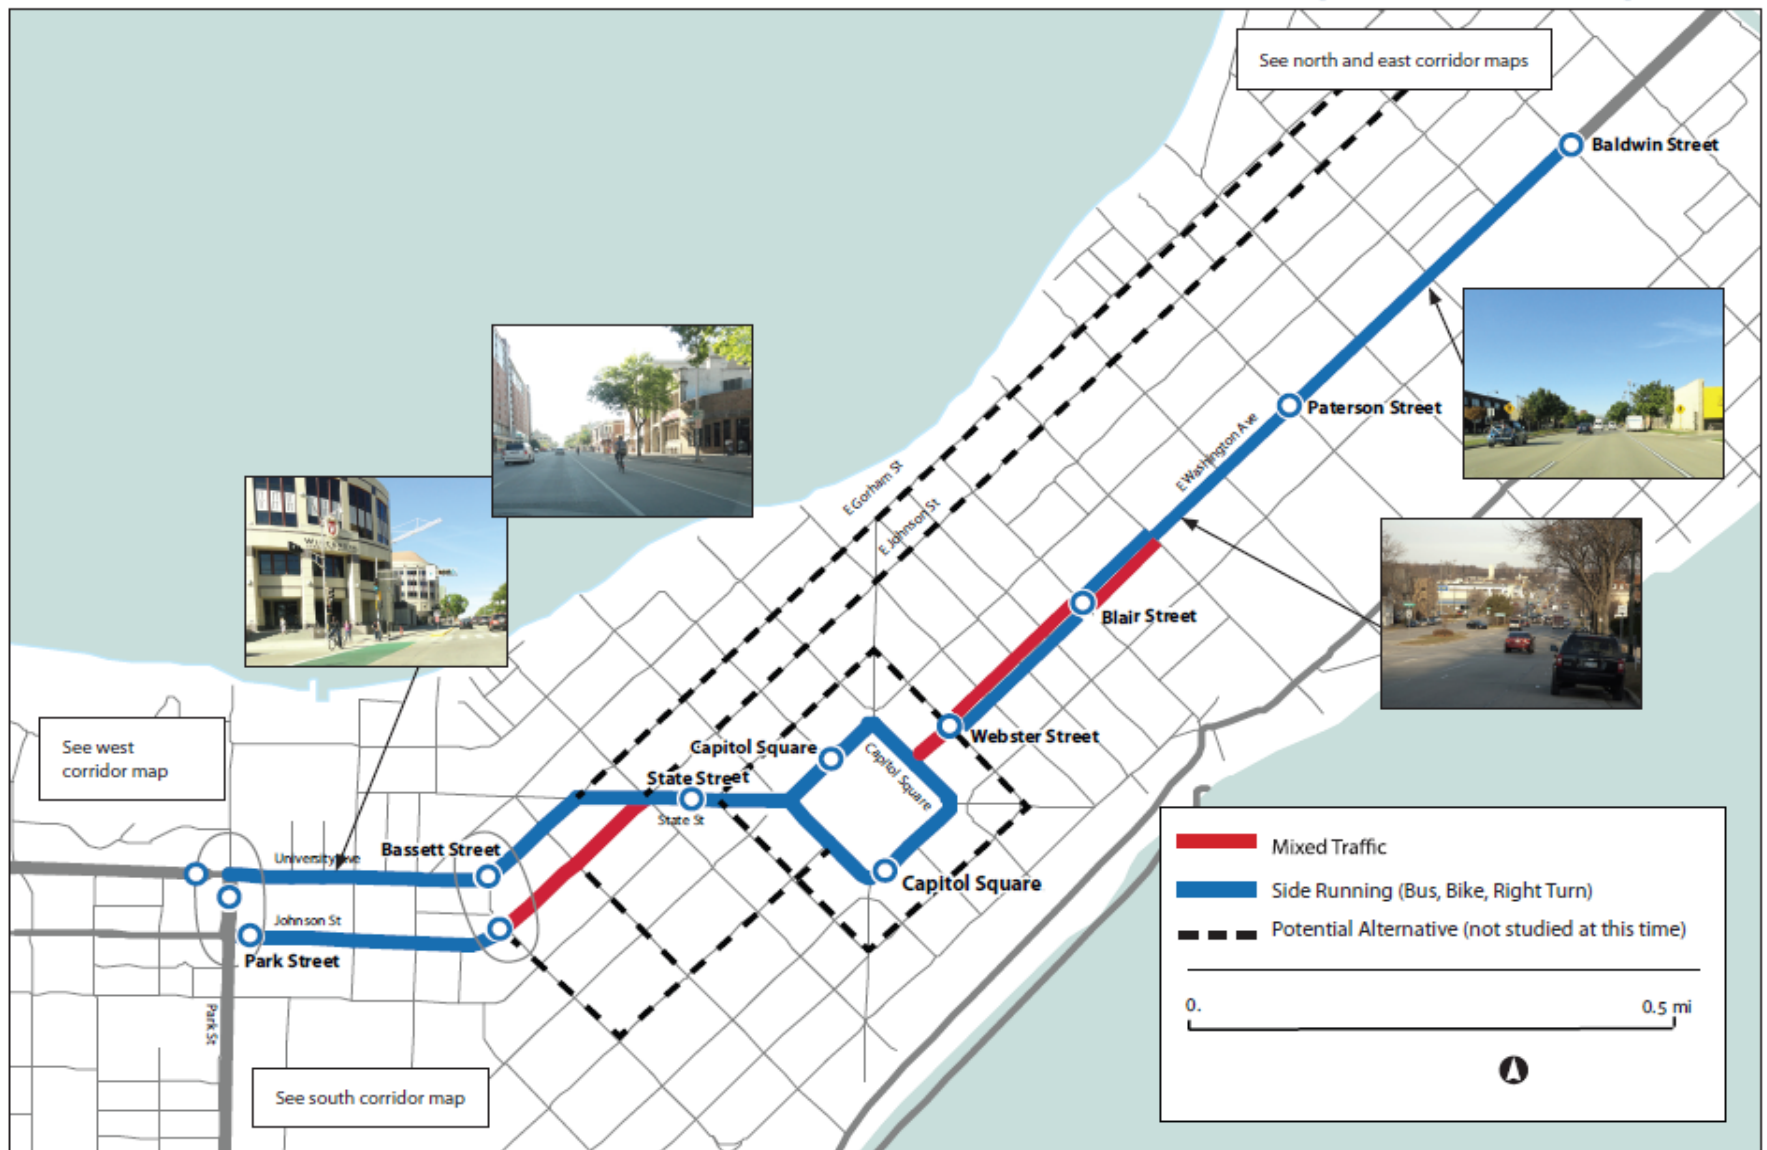 See north and east corridor maps
Baldwin Street
Paterson Street
E Washington Ave
E Gorham St
E Johnson St
Blair Street
Webster Street
Capitol Square
Capitol Square
State Street
State St
Capitol Square
See west
corridor map
Bassett Street
University Ave
Johnson St
Park Street
Park St
See south corridor map
Mixed Traffic
Side Running (Bus, Bike, Right Turn)
Potential Alternative (not studied at this time)
0.
0.5 mi